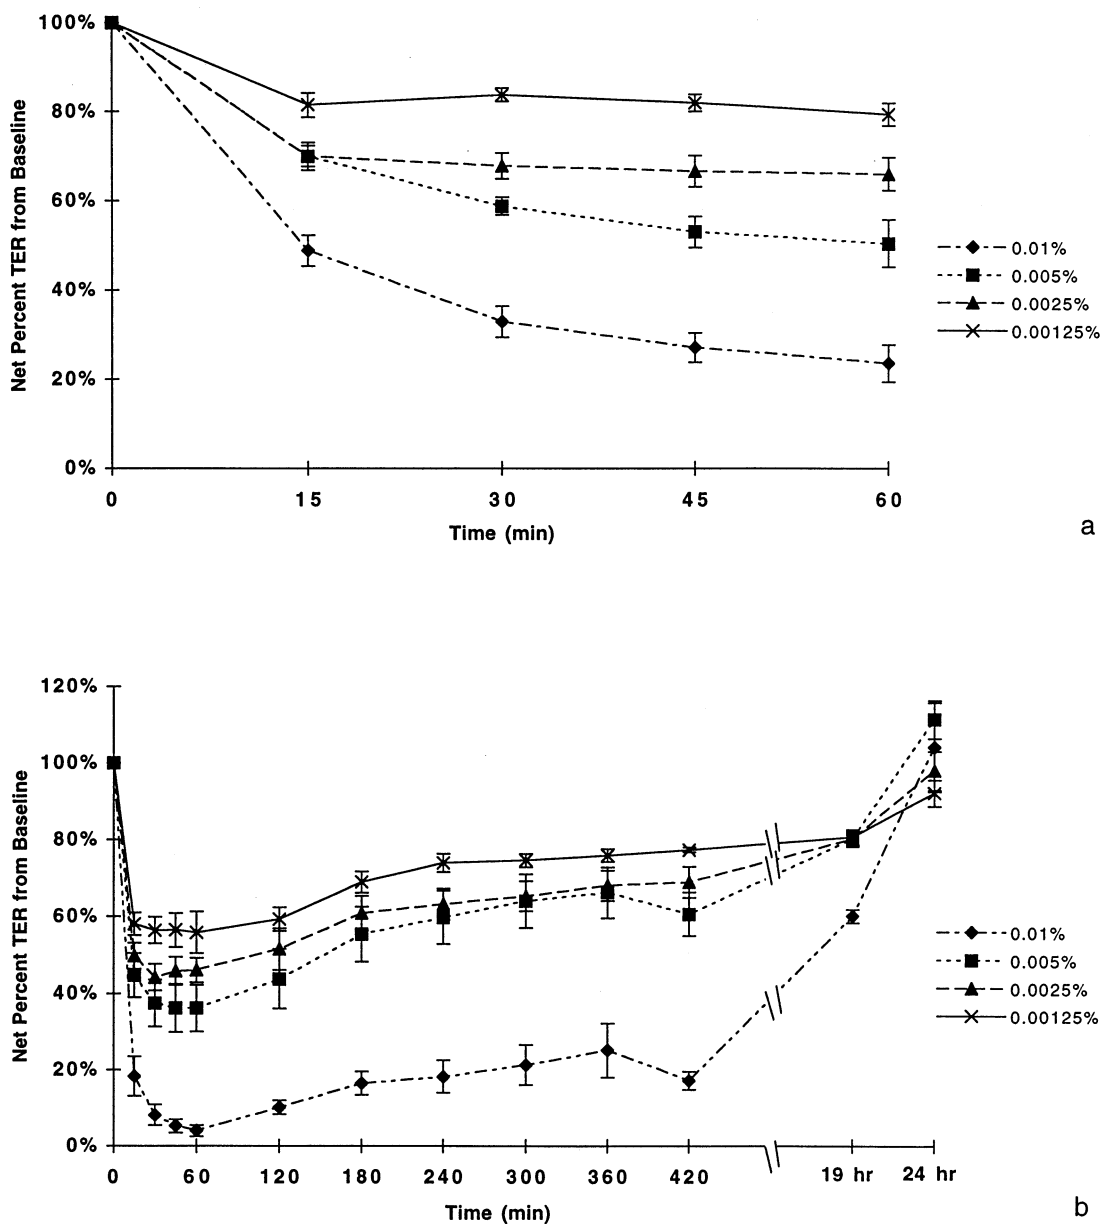 100%
80%
60%
40%
20%
0%
Net Percent TER from Baseline
0 15 30 45 60
Time (min)
0.01%
0.005%
0.0025%
0.00125%
a
120%
100%
80%
60%
40%
20%
0%
Net Percent TER from Baseline
0 60 120 180 240 300 360 420 19 hr 24 hr
Time (min)
0.01%
0.005%
0.0025%
0.00125%
b